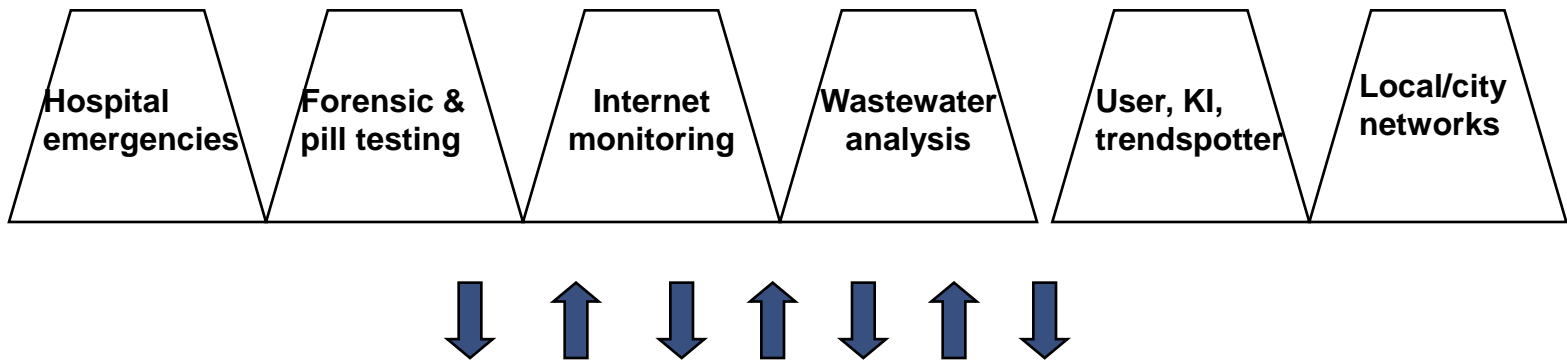 Hospital
emergencies
Forensic &
pill testing
Internet
monitoring
Wastewater
analysis
User, KI,
trendspotter
Local/city
networks